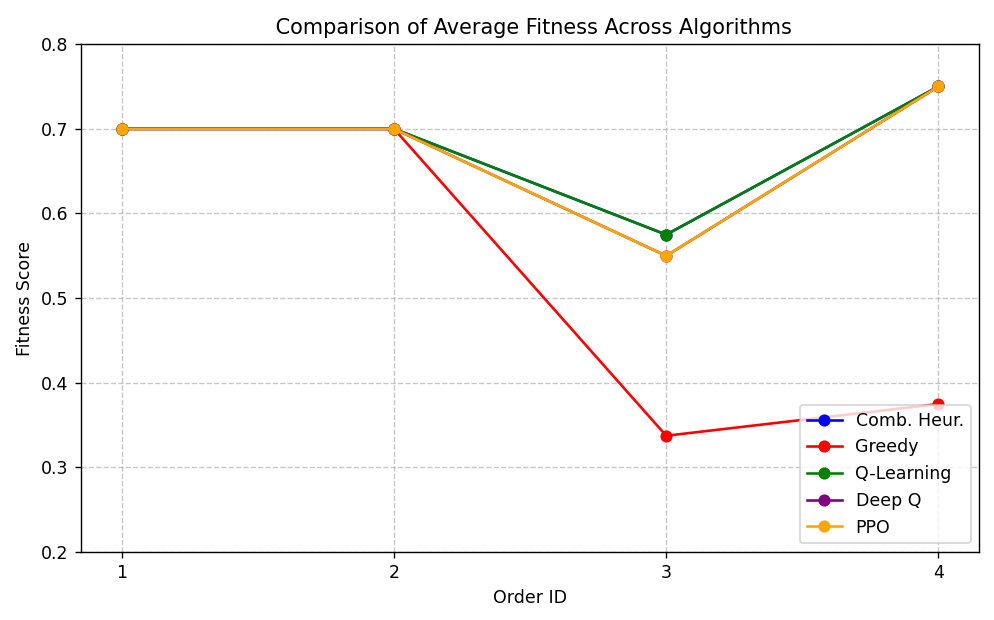 Comparison of Average Fitness Across Algorithms
Fitness Score
0.8
0.7
0.6
0.5
0.4
0.3
0.2
1
2
3
4
Order ID
Comb. Heur.
Greedy
Q-Learning
Deep Q
PPO